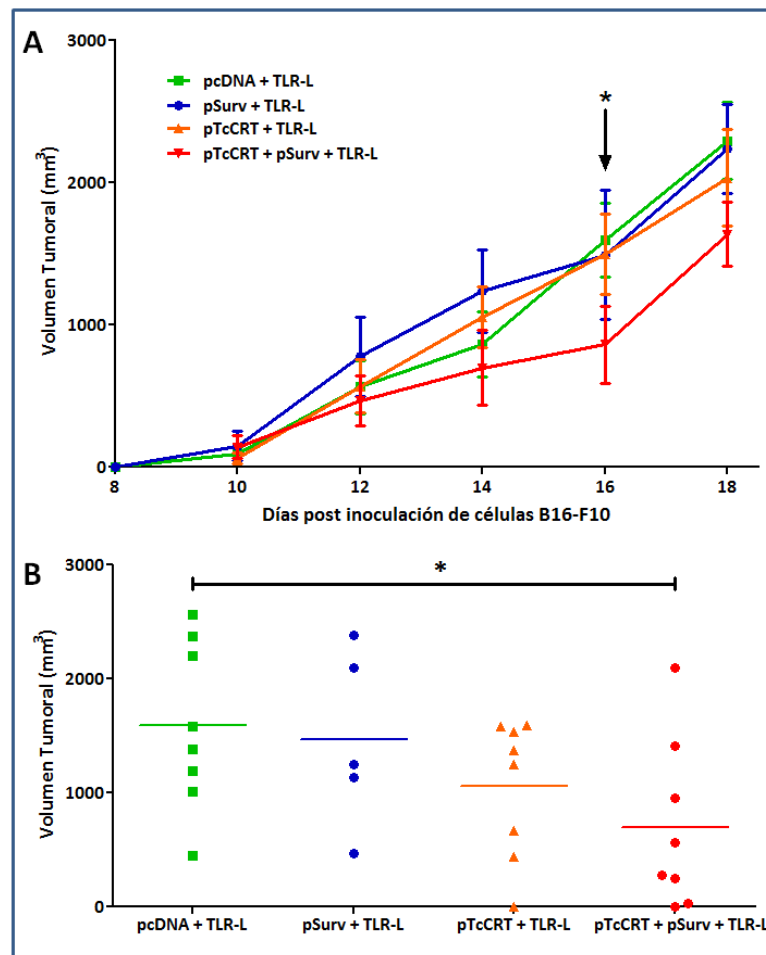 A
3000
2000
1000
0
Volumen Tumoral (mm³)
pcDNA + TLR-L
pSurv + TLR-L
pTcCRT + TLR-L
pTcCRT + pSurv + TLR-L
*
8 10 12 14 16 18
Días post inoculación de células B16-F10
B
3000
2000
1000
0
Volumen Tumoral (mm³)
*
pcDNA + TLR-L pSurv + TLR-L pTcCRT + TLR-L pTcCRT + pSurv + TLR-L